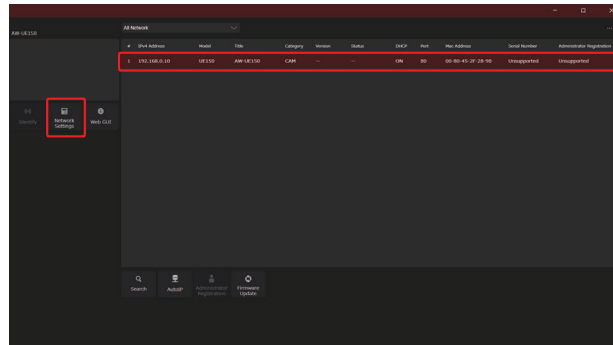 All Network
AW-UE150
# IPv4 Address Model Title Category Version Status DHCP Port Mac Address Serial Number Administrator Registration
1 192.168.0.10 UE150 AW-UE150 CAM -- -- ON 80 00-80-45-2F-28-98 Unsupported Unsupported
Identify
Network
Settings
Web GUI
Search
AutoIP
Administrator
Registration
Firmware
Update